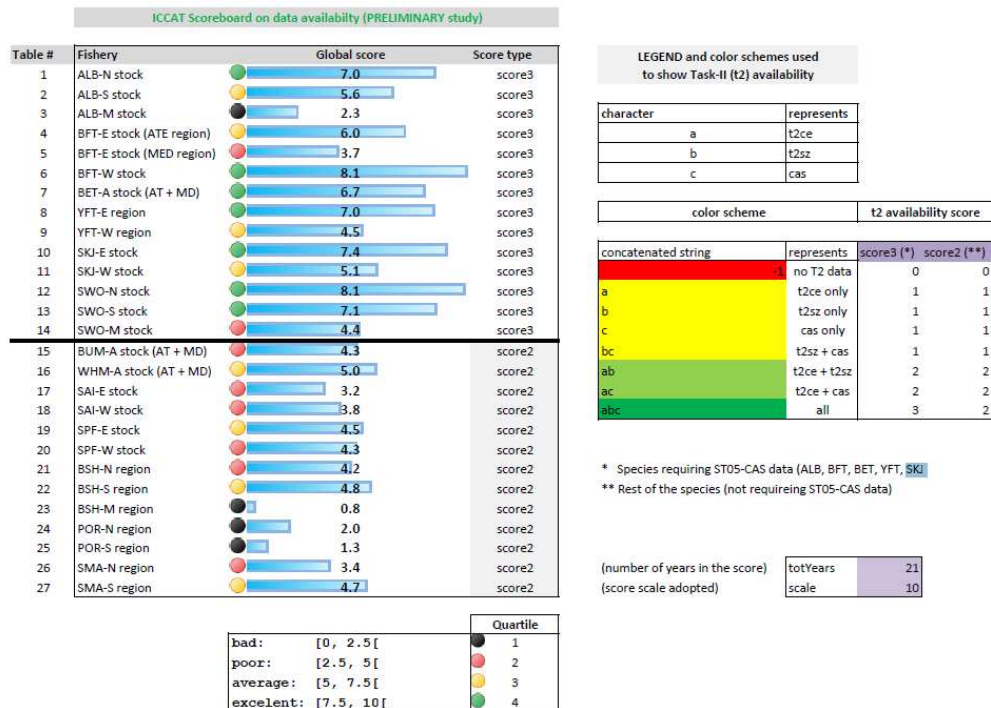 ICCAT Scoreboard on data availabilty (PRELIMINARY study)
Table # Fishery Global score Score type
1 ALB-N stock 7.0 score3
2 ALB-S stock 5.6 score3
3 ALB-M stock 2.3 score3
4 BFT-E stock (ATE region) 6.0 score3
5 BFT-E stock (MED region) 3.7 score3
6 BFT-W stock 8.1 score3
7 BET-A stock (AT + MD) 6.7 score3
8 YFT-E region 7.0 score3
9 YFT-W region 4.5 score3
10 SKJ-E stock 7.4 score3
11 SKJ-W stock 5.1 score3
12 SWO-N stock 8.1 score3
13 SWO-S stock 7.1 score3
14 SWO-M stock 4.4 score3
15 BUM-A stock (AT + MD) 4.3 score2
16 WHM-A stock (AT + MD) 5.0 score2
17 SAI-E stock 3.2 score2
18 SAI-W stock 3.8 score2
19 SPF-E stock 4.5 score2
20 SPF-W stock 4.3 score2
21 BSH-N region 4.2 score2
22 BSH-S region 4.8 score2
23 BSH-M region 0.8 score2
24 POR-N region 2.0 score2
25 POR-S region 1.3 score2
26 SMA-N region 3.4 score2
27 SMA-S region 4.7 score2
Quartile
bad: [0, 2.5[ 1
poor: [2.5, 5[ 2
average: [5, 7.5[ 3
excelent: [7.5, 10[ 4
LEGEND and color schemes used
to show Task-II (t2) availability
character represents
a t2ce
b t2sz
c cas
color scheme t2 availability score
concatenated string represents score3 (*) score2 (**)
-1 no T2 data 0 0
a t2ce only 1 1
b t2sz only 1 1
c cas only 1 1
bc t2sz + cas 1 1
ab t2ce + t2sz 2 2
ac t2ce + cas 2 2
abc all 3 2
* Species requiring ST05-CAS data (ALB, BFT, BET, YFT, SKJ
** Rest of the species (not requireing ST05-CAS data)
(number of years in the score) totYears 21
(score scale adopted) scale 10